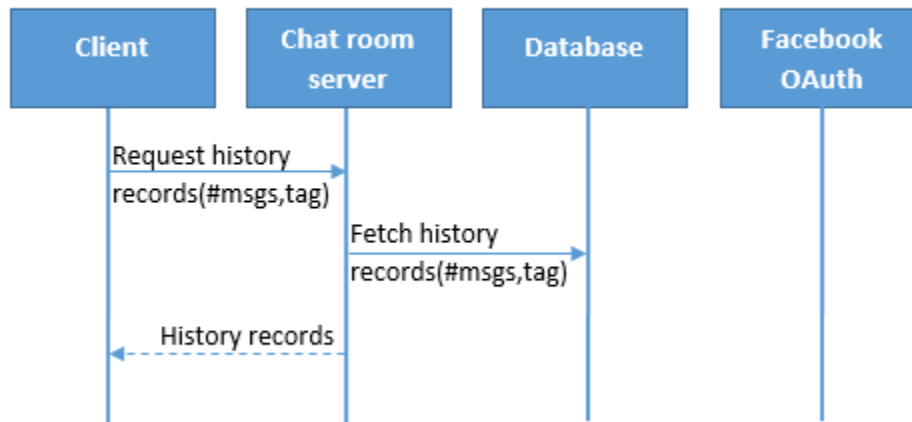 Client
Chat room
server
Database
Facebook
OAuth
Request history
records(#msgs,tag)
Fetch history
records(#msgs,tag)
History records